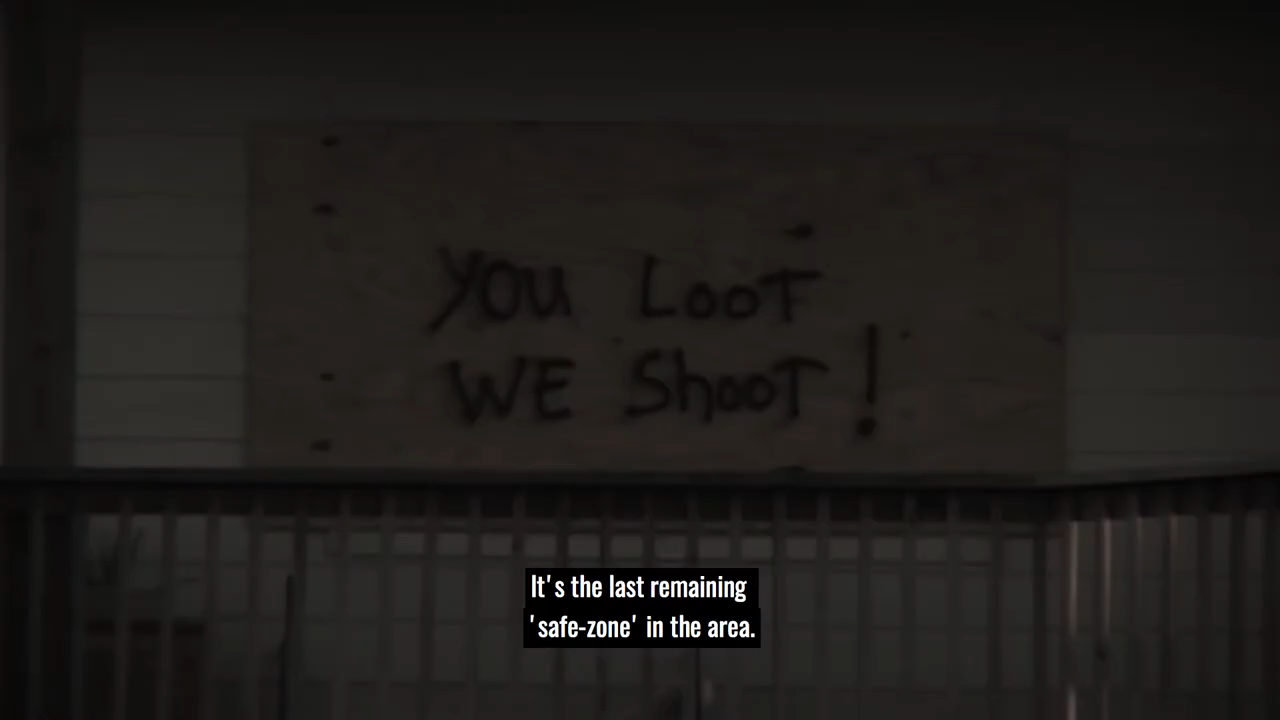 YOU LOOT
WE ShooT!
It's the last remaining
'safe-zone' in the area.